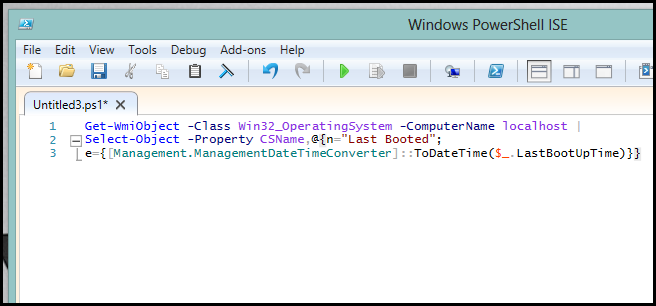 Windows PowerShell ISE
File Edit View Tools Debug Add-ons Help
Untitled3.ps1* X
1 Get-WmiObject -Class Win32_OperatingSystem -ComputerName localhost |
2 Select-Object -Property CSName,@{n="Last Booted";
3 e={[Management.ManagementDateTimeConverter]::ToDateTime($_.LastBootUpTime)}}